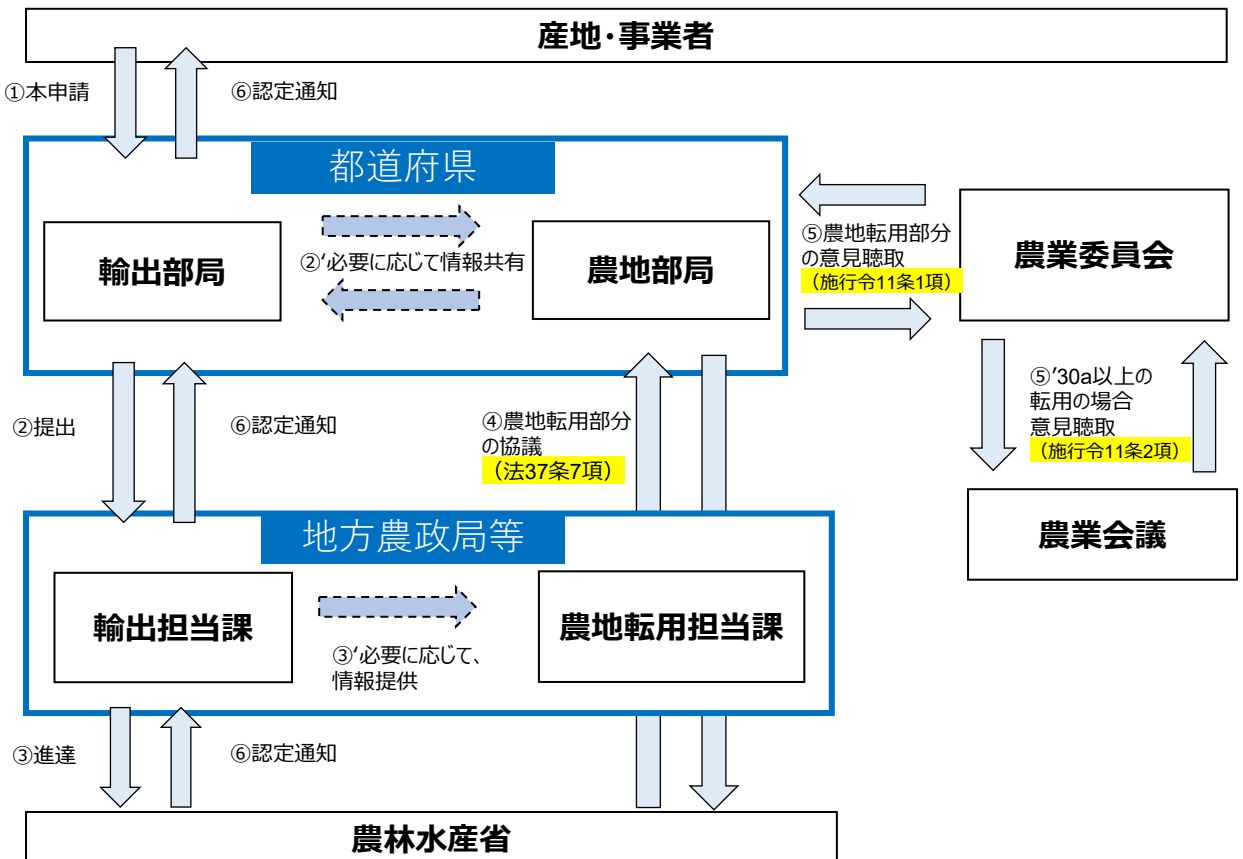 産地・事業者
①本申請
⑥認定通知
都道府県
輸出部局
②‘必要に応じて情報共有
農地部局
⑤農地転用部分
の意見聴取
（施行令11条1項）
農業委員会
⑤’30a以上の
転用の場合
意見聴取
（施行令11条2項）
農業会議
②提出
⑥認定通知
④農地転用部分
の協議
（法37条7項）
地方農政局等
輸出担当課
③‘必要に応じて、
情報提供
農地転用担当課
③進達
⑥認定通知
農林水産省